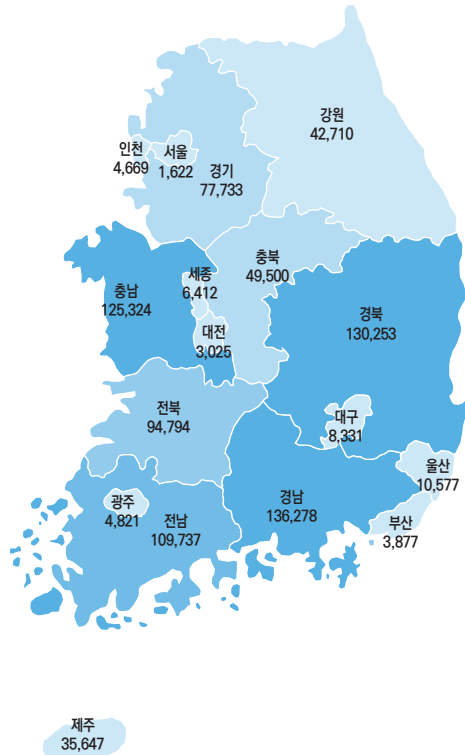 강원
42,710
인천
4,669
서울
1,622
경기
77,733
충북
49,500
세종
6,412
충남
125,324
경북
130,253
대전
3,025
전북
94,794
대구
8,331
울산
10,577
광주
4,821
전남
109,737
경남
136,278
부산
3,877
제주
35,647